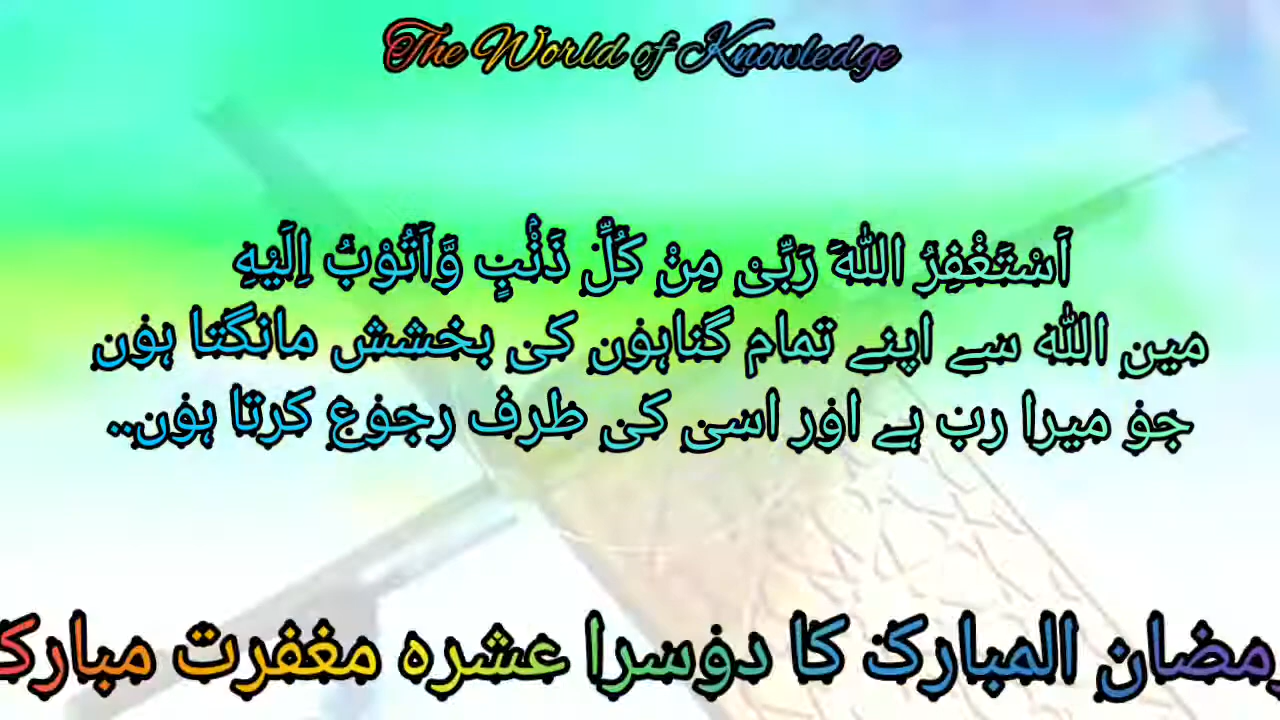 The World of Knowledge
اَسْتَغْفِرُ اللّٰهَ رَبِّىْ مِنْ كُلِّ ذَنْۢبٍ وَّاَتُوْبُ اِلَيْهِ
میں اللّٰہ سے اپنے تمام گناہوں کی بخشش مانگتا ہوں
جو میرا رب ہے اور اسی کی طرف رجوع کرتا ہوں..
رمضان المبارک کا دوسرا عشرہ مغفرت مبارک